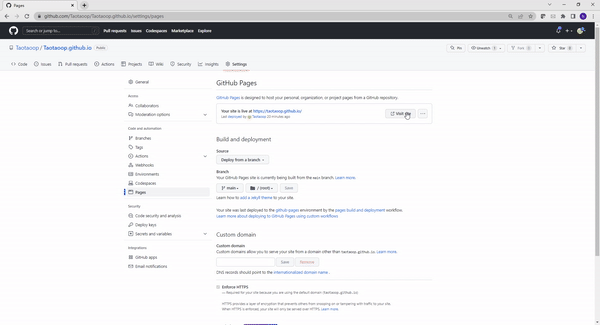 Pages
github.com/Taotaoop/Taotaoop.github.io/settings/pages
Search or jump to...
Pull requests Issues Codespaces Marketplace Explore
Taotaoop / Taotaoop.github.io Public
Pin Unwatch 1 Fork 0 Star 0
Code Issues Pull requests Actions Projects Wiki Security Insights Settings
General
Access
Collaborators
Moderation options
Code and automation
Branches
Tags
Actions
Webhooks
Environments
Codespaces
Pages
Security
Code security and analysis
Deploy keys
Secrets and variables
Integrations
GitHub apps
Email notifications
GitHub Pages
GitHub Pages is designed to host your personal, organization, or project pages from a GitHub repository.
Your site is live at https://taotaoop.github.io/
Last deployed by Taotaoop 20 minutes ago
Visit site
Build and deployment
Source
Deploy from a branch
Branch
Your GitHub Pages site is currently being built from the main branch. Learn more.
main / (root) Save
Learn how to add a Jekyll theme to your site.
Your site was last deployed to the github-pages environment by the pages build and deployment workflow.
Learn more about deploying to GitHub Pages using custom workflows
Custom domain
Custom domain
Custom domains allow you to serve your site from a domain other than taotaoop.github.io. Learn more.
Save Remove
DNS records should point to the internationalized domain name.
Enforce HTTPS
— Required for your site because you are using the default domain (taotaoop.github.io)
HTTPS provides a layer of encryption that prevents others from snooping on or tampering with traffic to your site.
When HTTPS is enforced, your site will only be served over HTTPS. Learn more.